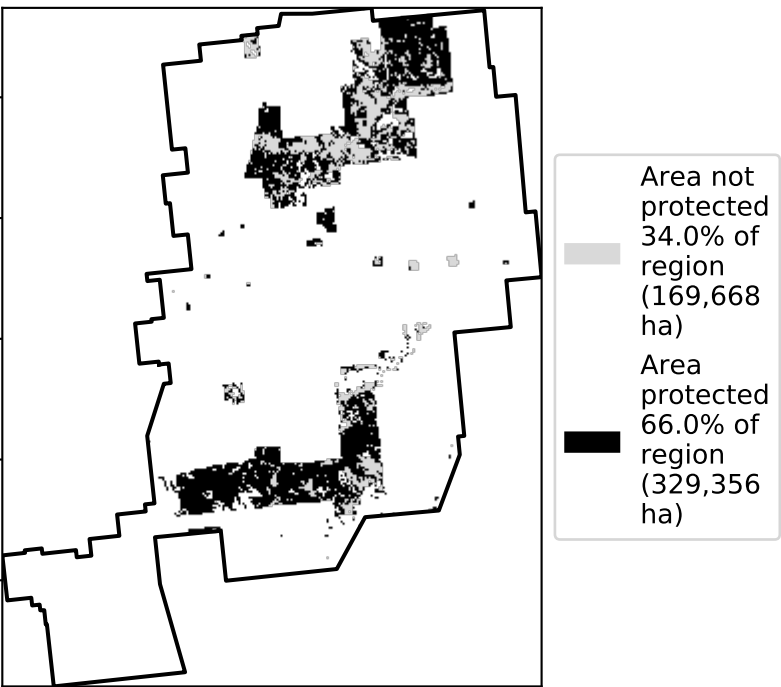 Area not
protected
34.0% of
region
(169,668
ha)
Area
protected
66.0% of
region
(329,356
ha)